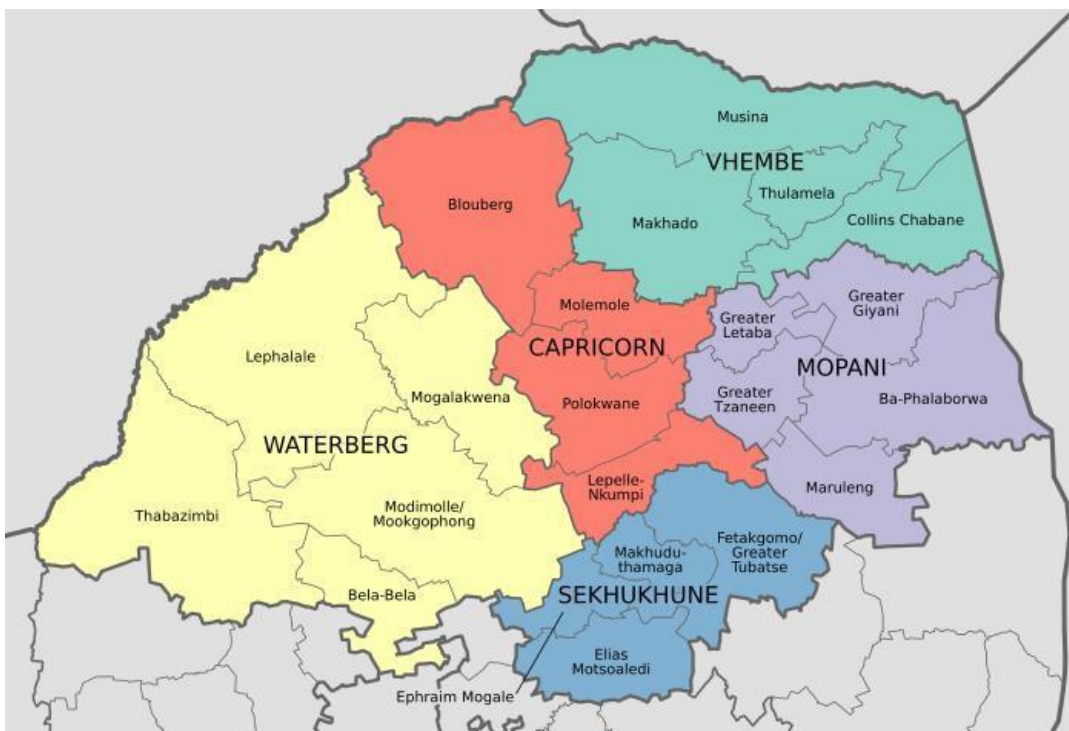 Musina
VHEMBE
Thulamela
Makhado
Collins Chabane
Blouberg
Molemole
CAPRICORN
Polokwane
Lepelle-
Nkumpi
Greater
Letaba
Greater
Giyani
MOPANI
Greater
Tzaneen
Ba-Phalaborwa
Maruleng
Lephalale
Mogalakwena
WATERBERG
Modimolle/
Mookgophong
Thabazimbi
Bela-Bela
Makhudu-
thamaga
Fetakgomo/
Greater
Tubatse
SEKHUKHUNE
Elias
Motsoaledi
Ephraim Mogale